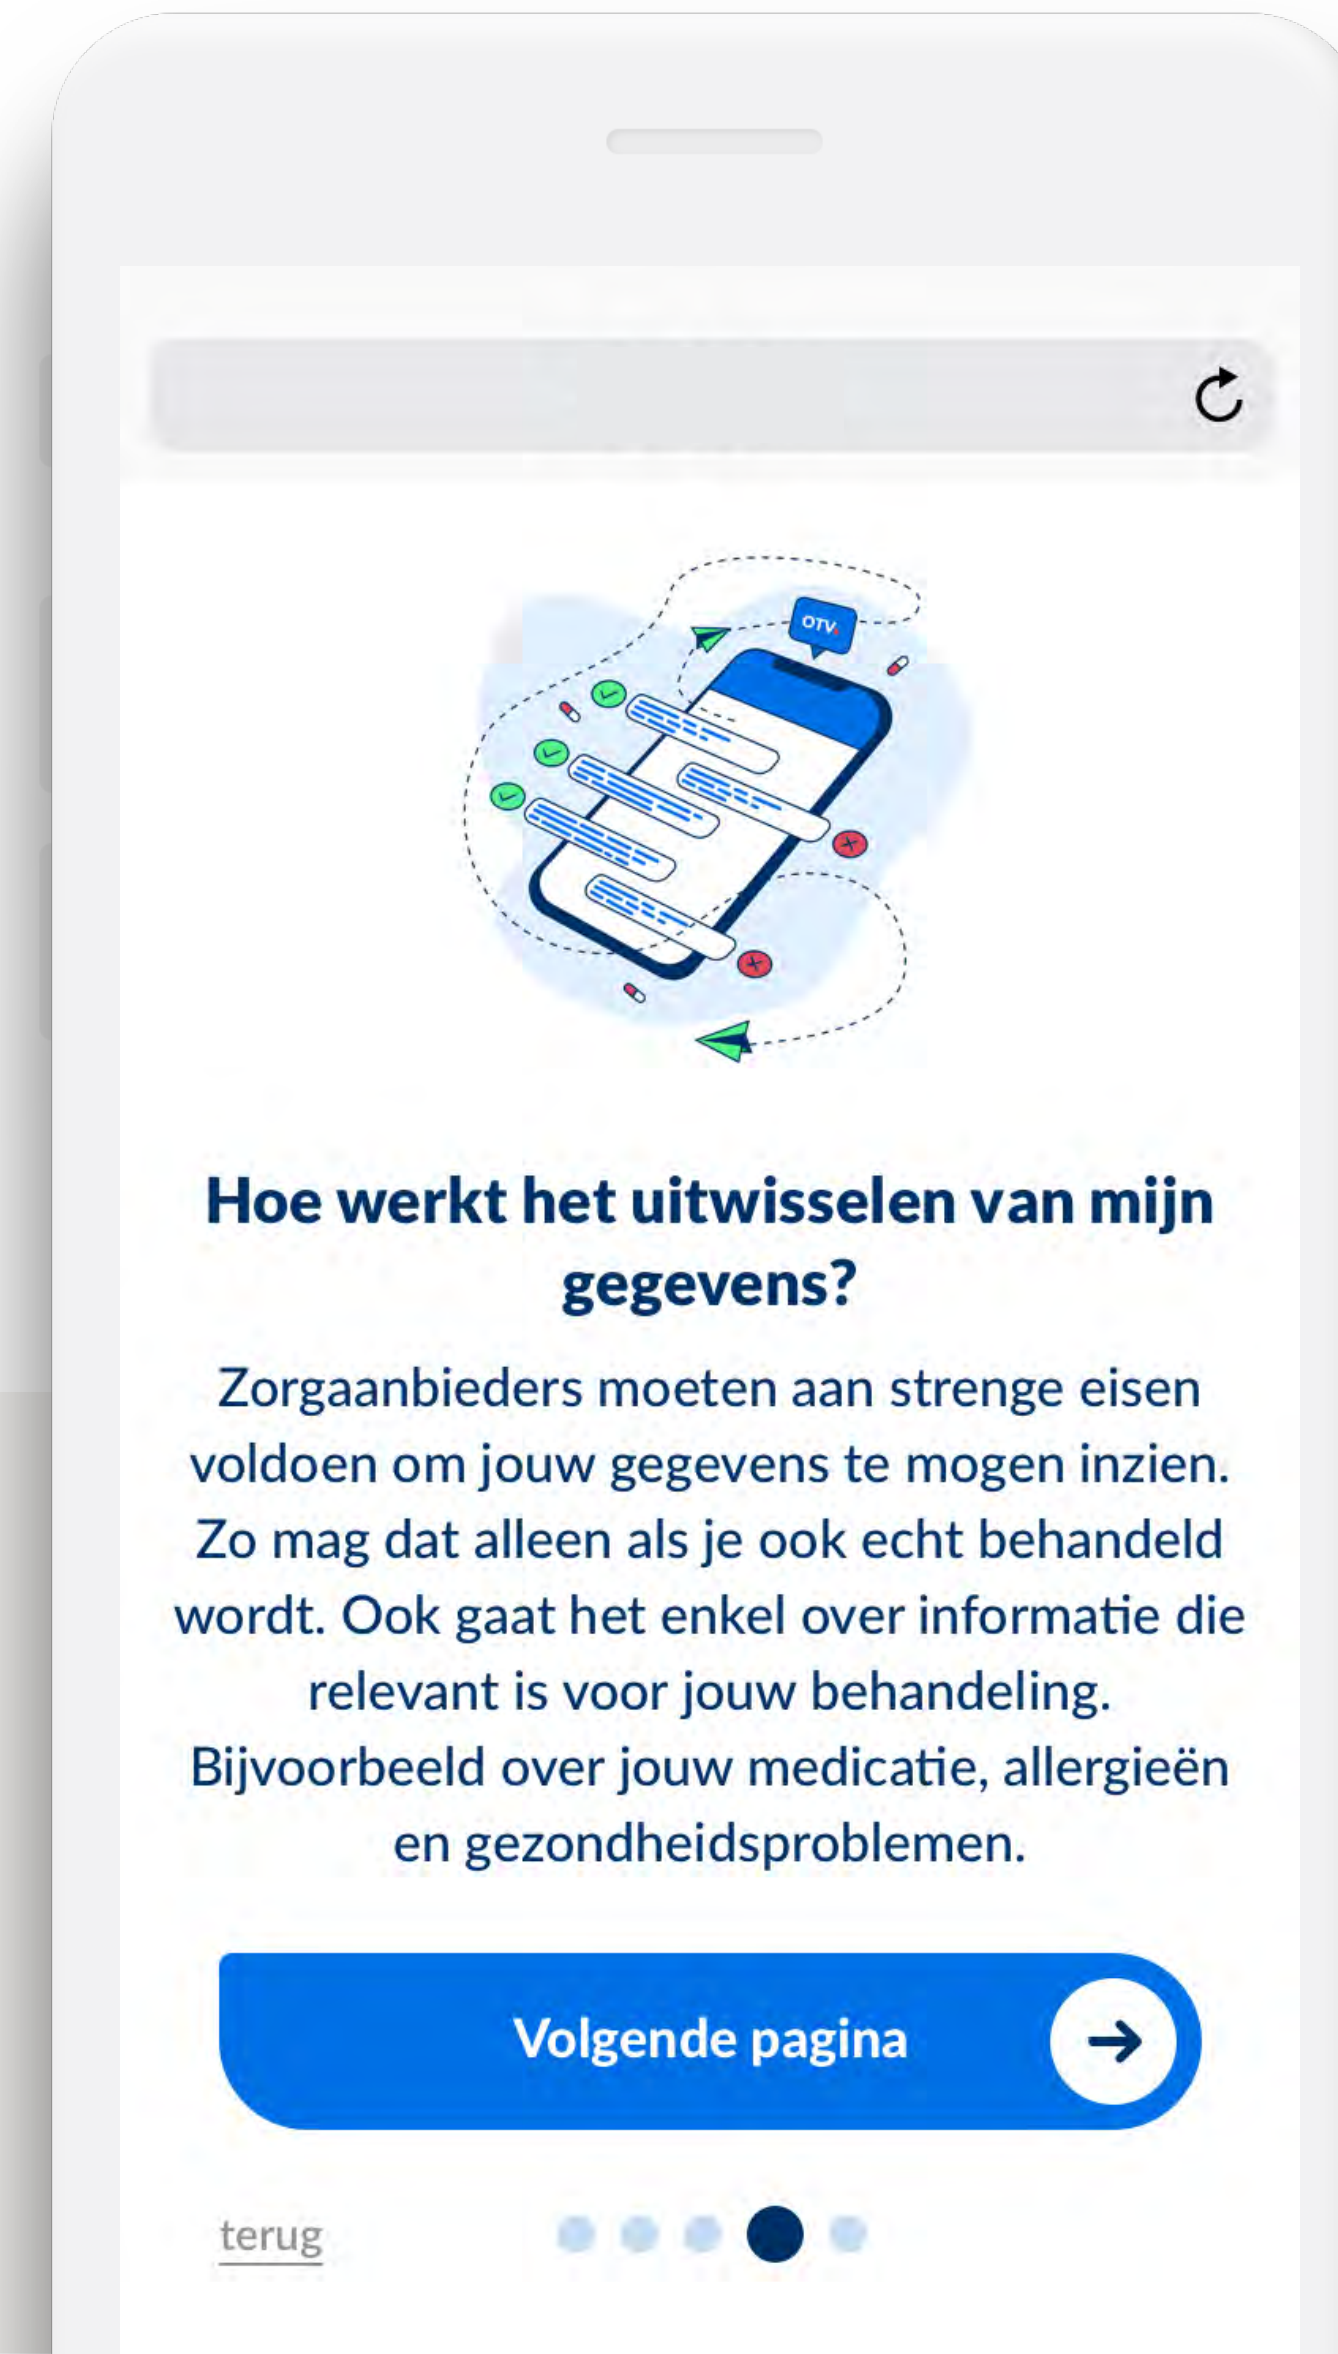 OTV.
Hoe werkt het uitwisselen van mijn
gegevens?
Zorgaanbieders moeten aan strenge eisen
voldoen om jouw gegevens te mogen inzien.
Zo mag dat alleen als je ook echt behandeld
wordt. Ook gaat het enkel over informatie die
relevant is voor jouw behandeling.
Bijvoorbeeld over jouw medicatie, allergieën
en gezondheidsproblemen.
Volgende pagina
terug